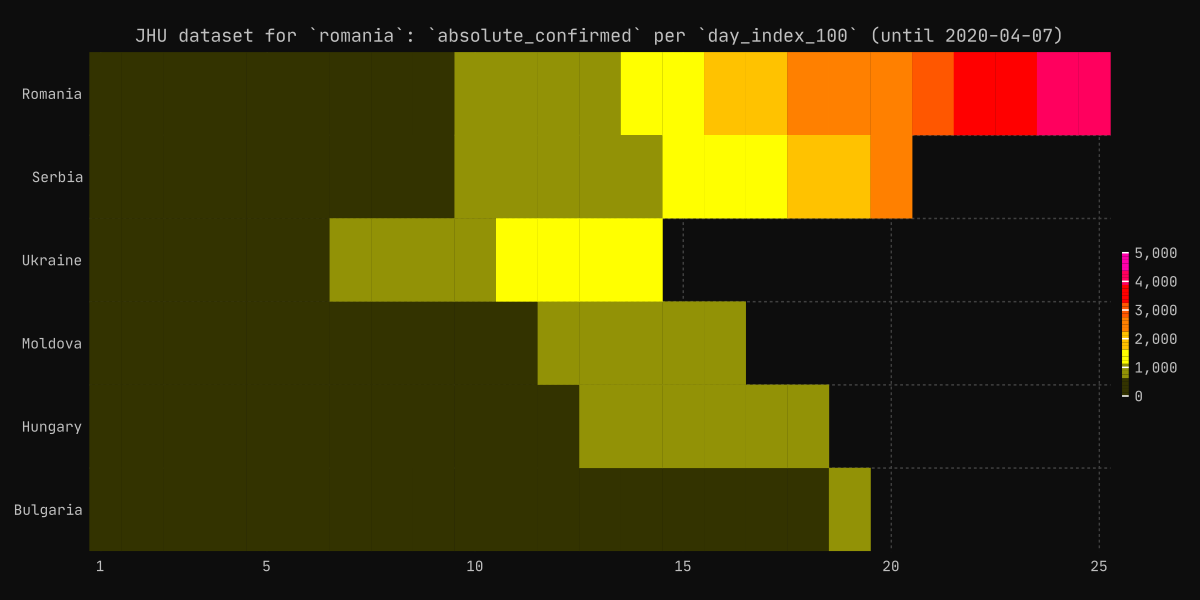 JHU dataset for `romania`: `absolute_confirmed` per `day_index_100` (until 2020-04-07)
Romania
Serbia
Ukraine
Moldova
Hungary
Bulgaria
5,000
4,000
3,000
2,000
1,000
0
1 5 10 15 20 25